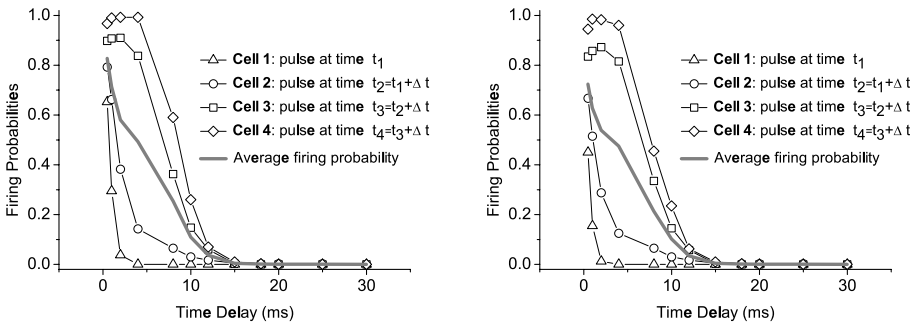 1.0
0.8
0.6
0.4
0.2
0.0
Firing Probabilities
0
10
20
30
Time Delay (ms)
Cell 1: pulse at time t1
Cell 2: pulse at time t2=t1+Δ t
Cell 3: pulse at time t3=t2+Δ t
Cell 4: pulse at time t4=t3+Δ t
Average firing probability
1.0
0.8
0.6
0.4
0.2
0.0
Firing Probabilities
0
10
20
30
Time Delay (ms)
Cell 1: pulse at time t1
Cell 2: pulse at time t2=t1+Δ t
Cell 3: pulse at time t3=t2+Δ t
Cell 4: pulse at time t4=t3+Δ t
Average firing probability